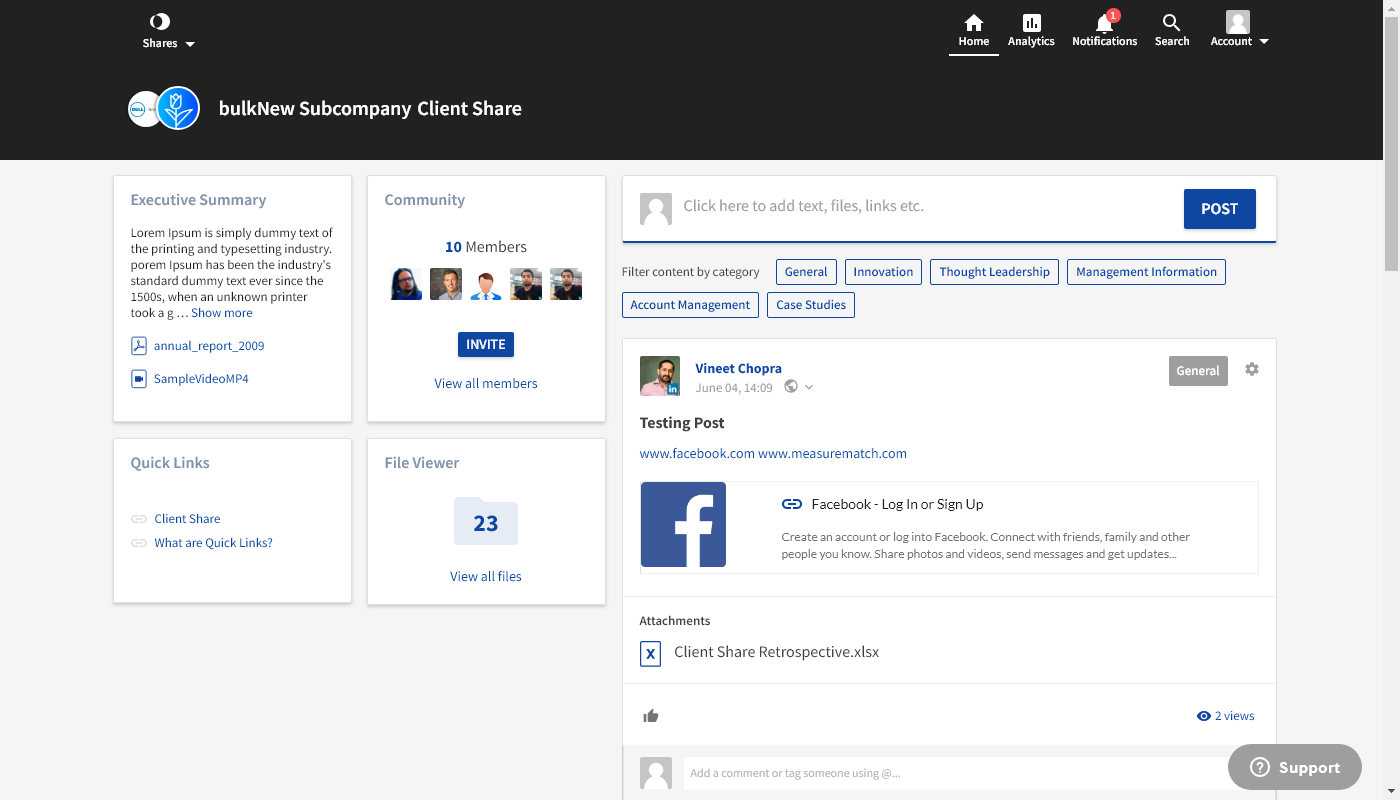 Shares
Home
Analytics
1
Notifications
Search
Account
DELL
bulkNew Subcompany Client Share
Executive Summary
Lorem Ipsum is simply dummy text of
the printing and typesetting industry.
porem Ipsum has been the industry's
standard dummy text ever since the
1500s, when an unknown printer
took a g ... Show more
annual_report_2009
SampleVideoMP4
Community
10 Members
INVITE
View all members
Quick Links
Client Share
What are Quick Links?
File Viewer
23
View all files
Click here to add text, files, links etc.
POST
Filter content by category
General
Innovation
Thought Leadership
Management Information
Account Management
Case Studies
Vineet Chopra
in
June 04, 14:09
General
Testing Post
www.facebook.com www.measurematch.com
f
Facebook - Log In or Sign Up
Create an account or log into Facebook. Connect with friends, family and other
people you know. Share photos and videos, send messages and get updates...
Attachments
X
Client Share Retrospective.xlsx
2 views
Add a comment or tag someone using @...
? Support